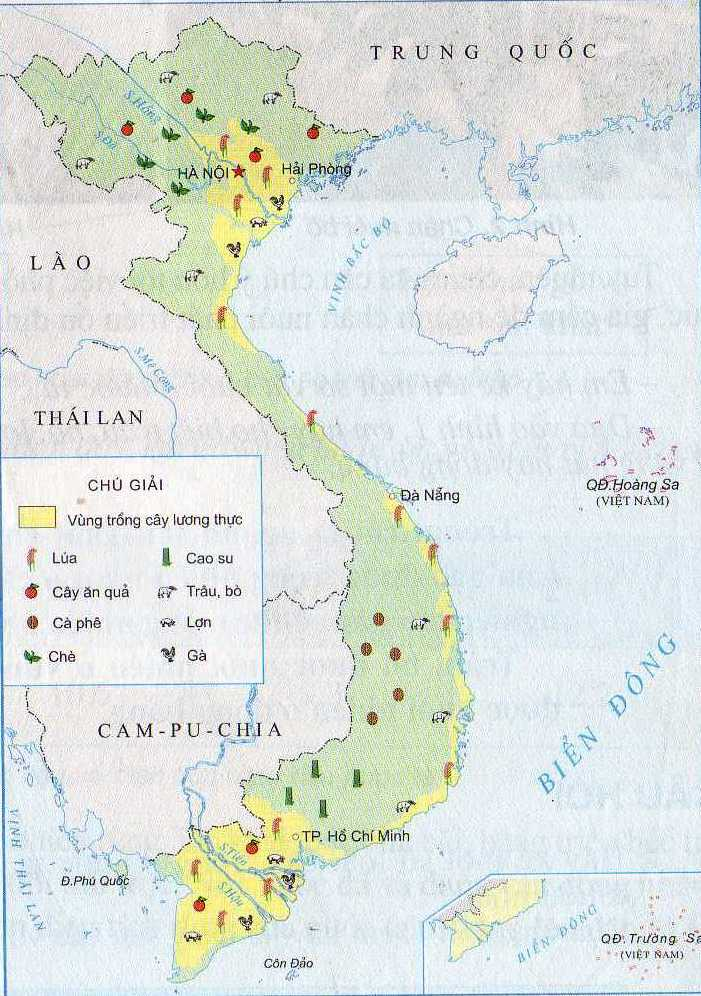 TRUNG QUỐC
S.Hồng
S.Đà
HÀ NỘI
Hải Phòng
LÀO
VỊNH BẮC BỘ
S.Mê Công
THÁI LAN
QĐ.Hoàng Sa
(VIỆT NAM)
Đà Nẵng
CHÚ GIẢI
Vùng trồng cây lương thực
Lúa
Cao su
Cây ăn quả
Trâu, bò
Cà phê
Lợn
Chè
Gà
BIỂN ĐÔNG
CAM-PU-CHIA
TP. Hồ Chí Minh
S.Tiền
S.Hậu
VỊNH THÁI LAN
Đ.Phú Quốc
Côn Đảo
BIỂN ĐÔNG
QĐ.Trường Sa
(VIỆT NAM)